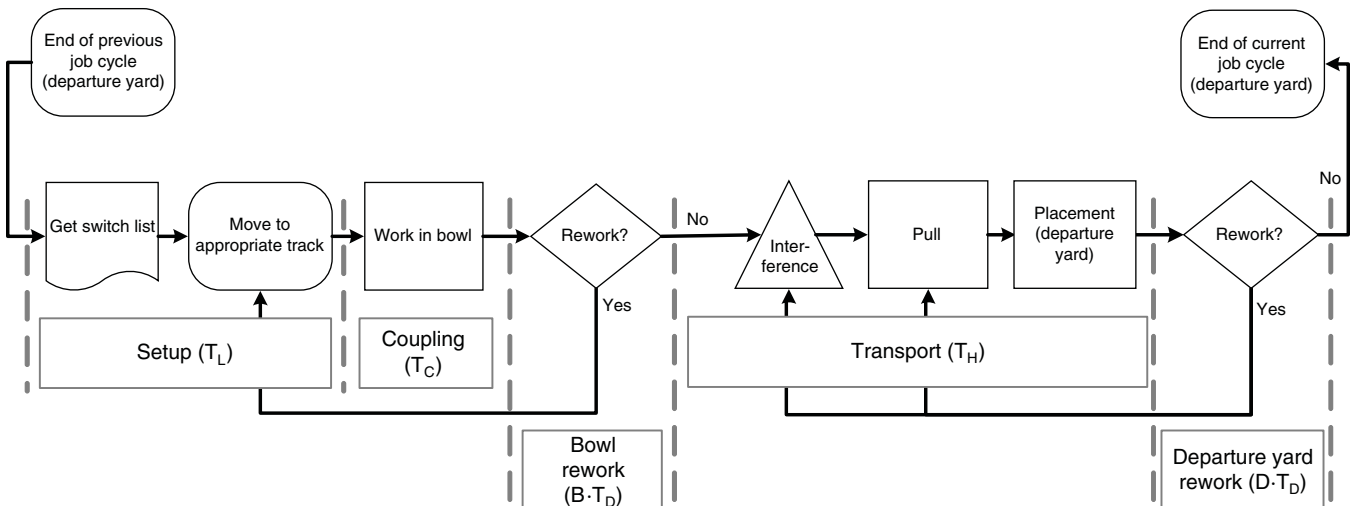 End of previous
job cycle
(departure yard)
End of current
job cycle
(departure yard)
Get switch list
Move to
appropriate track
Work in bowl
Rework?
No
Yes
Inter-
ference
Pull
Placement
(departure
yard)
Rework?
No
Yes
Setup (T_L)
Coupling
(T_C)
Transport (T_H)
Bowl
rework
(B·T_D)
Departure yard
rework (D·T_D)